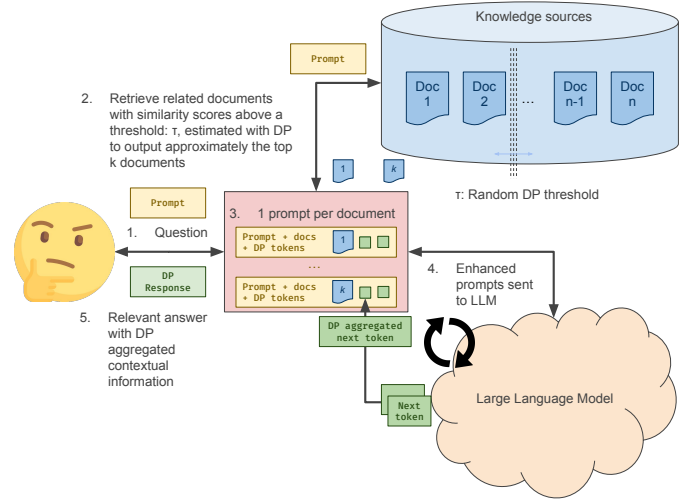 Knowledge sources
Prompt
Doc
1
Doc
2
...
Doc
n-1
Doc
n
2. Retrieve related documents
with similarity scores above a
threshold: τ, estimated with DP
to output approximately the top
k documents
1
k
τ: Random DP threshold
Prompt
1. Question
DP
Response
5. Relevant answer
with DP
aggregated
contextual
information
3. 1 prompt per document
Prompt + docs
+ DP tokens
1
...
Prompt + docs
+ DP tokens
k
4. Enhanced
prompts sent
to LLM
DP aggregated
next token
Next
token
Large Language Model